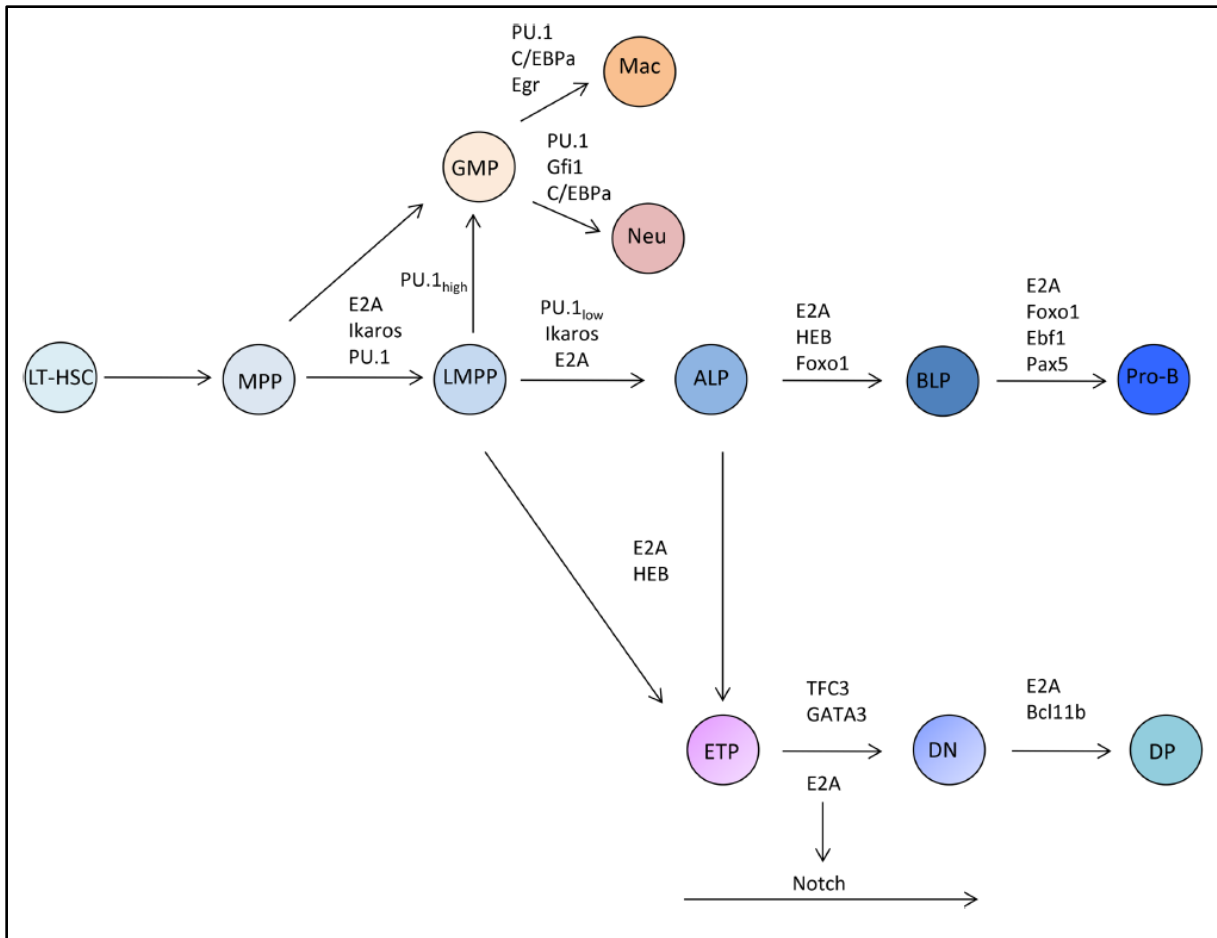 PU.1
C/EBPa
Egr
Mac
GMP
PU.1
Gfi1
C/EBPa
Neu
PU.1high
E2A
Ikaros
PU.1
PU.1low
Ikaros
E2A
E2A
HEB
Foxo1
E2A
Foxo1
Ebf1
Pax5
LT-HSC
MPP
LMPP
ALP
BLP
Pro-B
E2A
HEB
TFC3
GATA3
E2A
Bcl11b
ETP
DN
DP
E2A
Notch